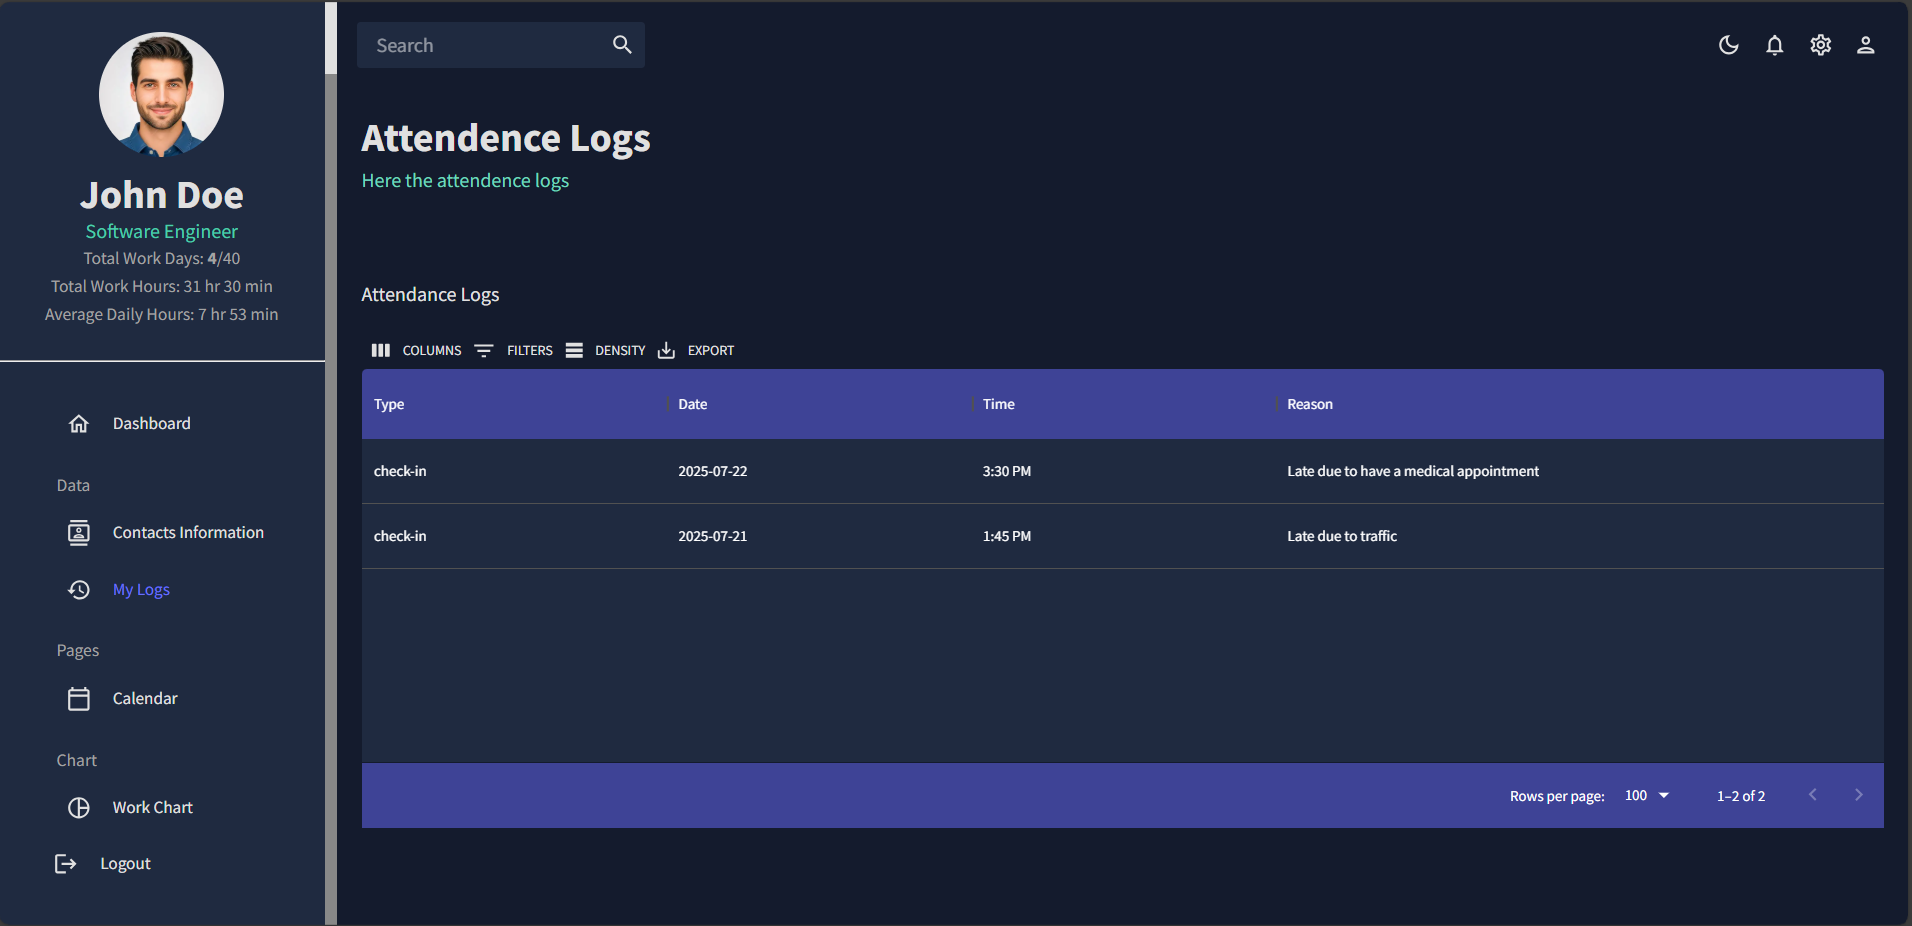 John Doe
Software Engineer
Total Work Days: 4/40
Total Work Hours: 31 hr 30 min
Average Daily Hours: 7 hr 53 min
Dashboard
Data
Contacts Information
My Logs
Pages
Calendar
Chart
Work Chart
Logout
Search
Attendence Logs
Here the attendence logs
Attendance Logs
COLUMNS FILTERS DENSITY EXPORT
Type Date Time Reason
check-in 2025-07-22 3:30 PM Late due to have a medical appointment
check-in 2025-07-21 1:45 PM Late due to traffic
Rows per page: 100 1–2 of 2